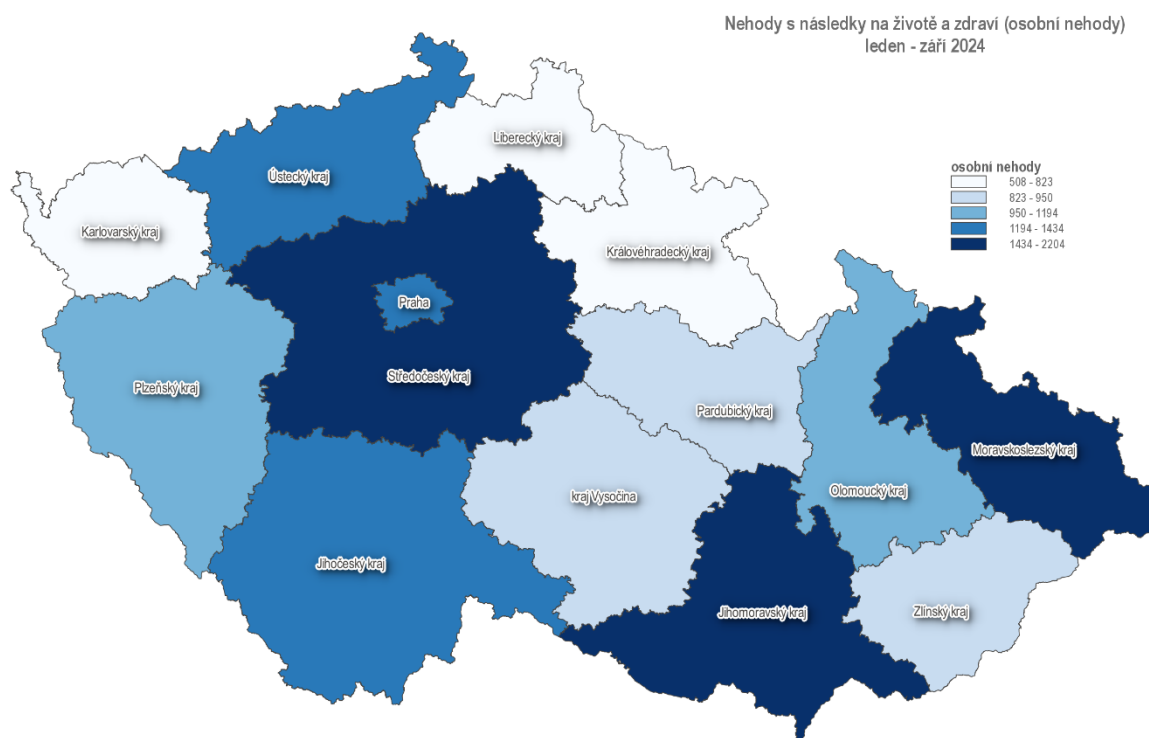 Nehody s následky na životě a zdraví (osobní nehody)
leden - září 2024
Liberecký kraj
Ústecký kraj
osobní nehody
508 - 823
823 - 950
950 - 1194
1194 - 1434
1434 - 2204
Karlovarský kraj
Královéhradecký kraj
Praha
Středočeský kraj
Plzeňský kraj
Pardubický kraj
Moravskoslezský kraj
Olomoucký kraj
kraj Vysočina
Jihočeský kraj
Jihomoravský kraj
Zlínský kraj